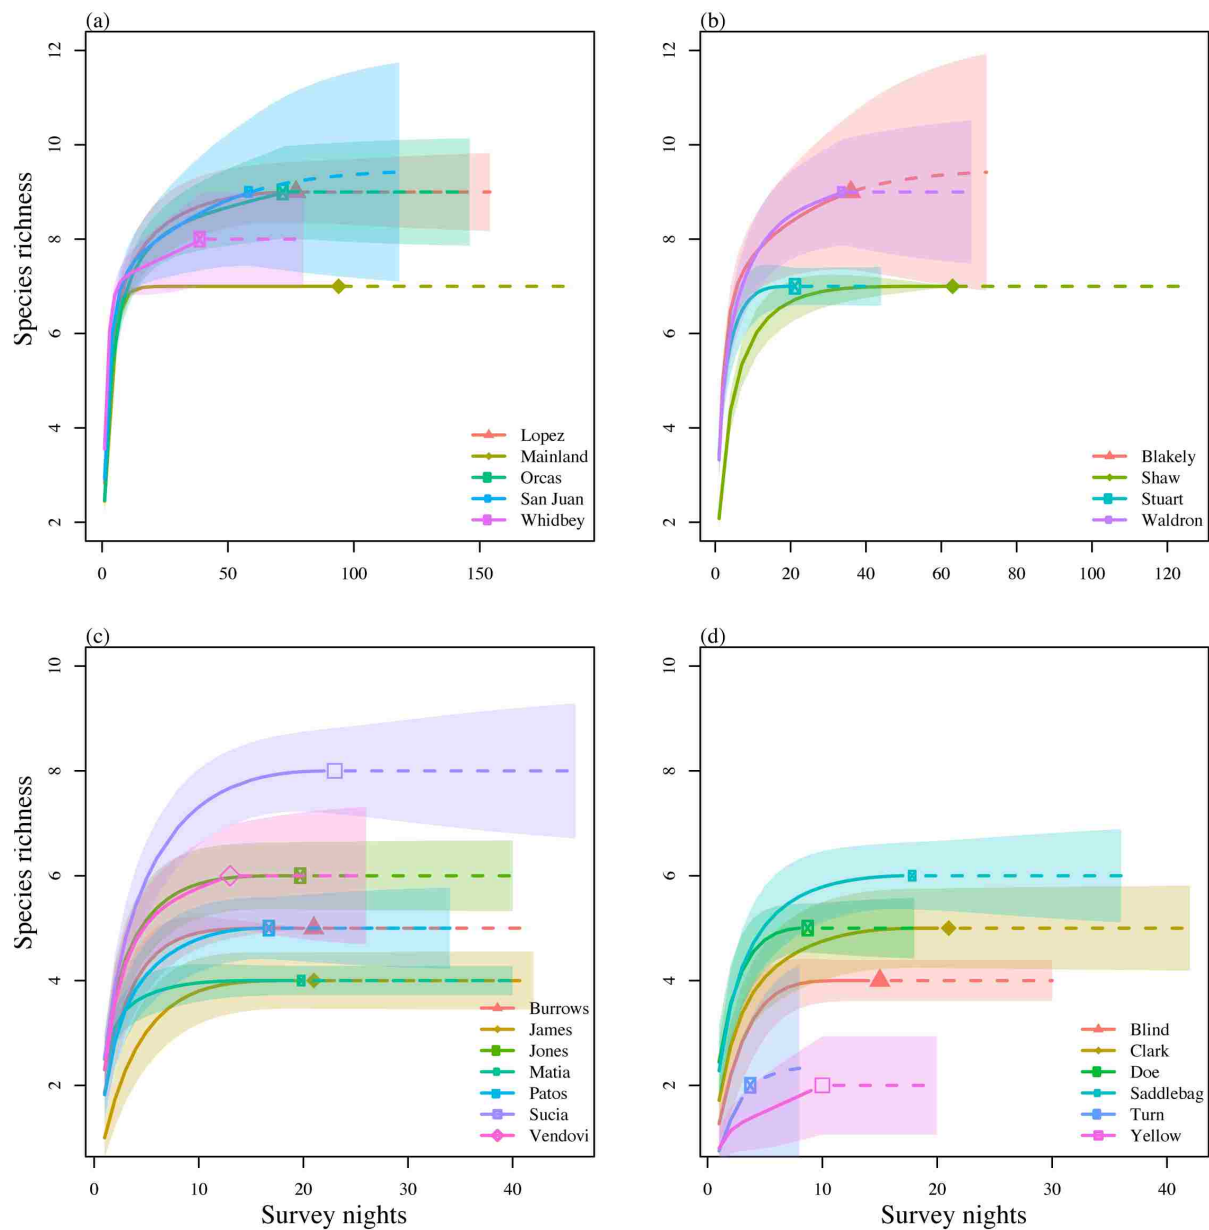 (a)
Species richness
12
10
8
6
4
2
Lopez
Mainland
Orcas
San Juan
Whidbey
0 50 100 150
(b)
12
10
8
6
4
2
Blakely
Shaw
Stuart
Waldron
0 20 40 60 80 100 120
(c)
Species richness
10
8
6
4
2
Burrows
James
Jones
Matia
Patos
Sucia
Vendovi
0 10 20 30 40
Survey nights
(d)
10
8
6
4
2
Blind
Clark
Doe
Saddlebag
Turn
Yellow
0 10 20 30 40
Survey nights